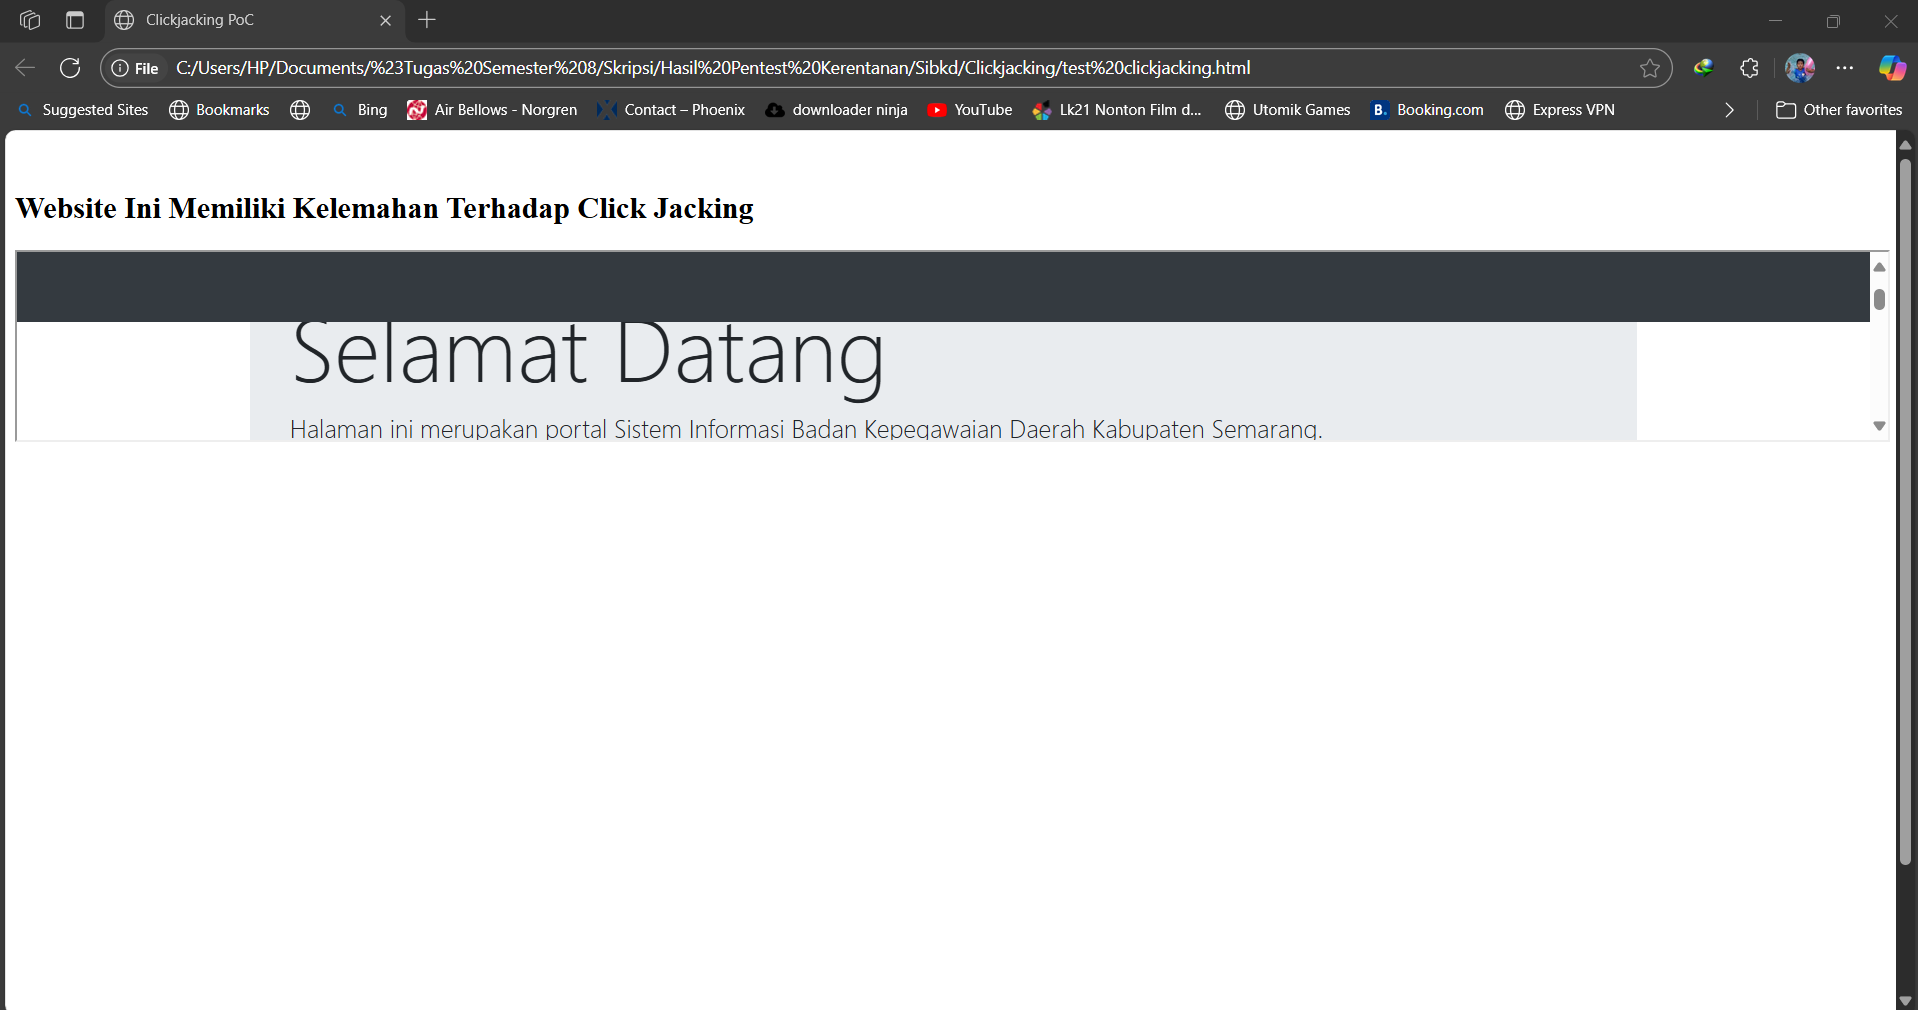 Clickjacking PoC
File C:/Users/HP/Documents/%23Tugas%20Semester%208/Skripsi/Hasil%20Pentest%20Kerentanan/Sibkd/Clickjacking/test%20clickjacking.html
Suggested Sites Bookmarks Bing Air Bellows - Norgren Contact – Phoenix downloader ninja YouTube Lk21 Nonton Film d... Utomik Games B. Booking.com Express VPN Other favorites
Website Ini Memiliki Kelemahan Terhadap Click Jacking
Selamat Datang
Halaman ini merupakan portal Sistem Informasi Badan Kepegawaian Daerah Kabupaten Semarang.